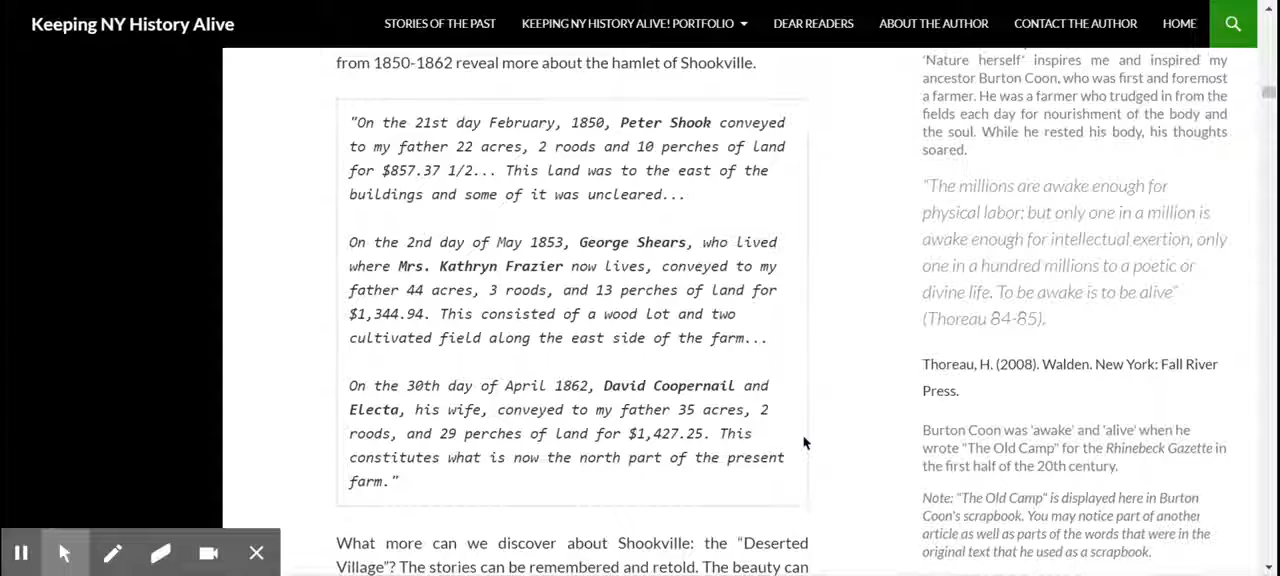 Keeping NY History Alive
STORIES OF THE PAST
KEEPING NY HISTORY ALIVE! PORTFOLIO
DEAR READERS
ABOUT THE AUTHOR
CONTACT THE AUTHOR
HOME
from 1850-1862 reveal more about the hamlet of Shookville.
"On the 21st day February, 1850, Peter Shook conveyed
to my father 22 acres, 2 roods and 10 perches of land
for $857.37 1/2... This land was to the east of the
buildings and some of it was uncleared...
On the 2nd day of May 1853, George Shears, who lived
where Mrs. Kathryn Frazier now lives, conveyed to my
father 44 acres, 3 roods, and 13 perches of land for
$1,344.94. This consisted of a wood lot and two
cultivated field along the east side of the farm...
On the 30th day of April 1862, David Coopernail and
Electa, his wife, conveyed to my father 35 acres, 2
roods, and 29 perches of land for $1,427.25. This
constitutes what is now the north part of the present
farm."
What more can we discover about Shookville: the "Deserted
Village"? The stories can be remembered and retold. The beauty can
'Nature herself' inspires me and inspired my
ancestor Burton Coon, who was first and foremost
a farmer. He was a farmer who trudged in from the
fields each day for nourishment of the body and
the soul. While he rested his body, his thoughts
soared.
"The millions are awake enough for
physical labor; but only one in a million is
awake enough for intellectual exertion, only
one in a hundred millions to a poetic or
divine life. To be awake is to be alive"
(Thoreau 84-85).
Thoreau, H. (2008). Walden. New York: Fall River
Press.
Burton Coon was 'awake' and 'alive' when he
wrote "The Old Camp" for the Rhinebeck Gazette in
the first half of the 20th century.
Note: "The Old Camp" is displayed here in Burton
Coon's scrapbook. You may notice part of another
article as well as parts of the words that were in the
original text that he used as a scrapbook.